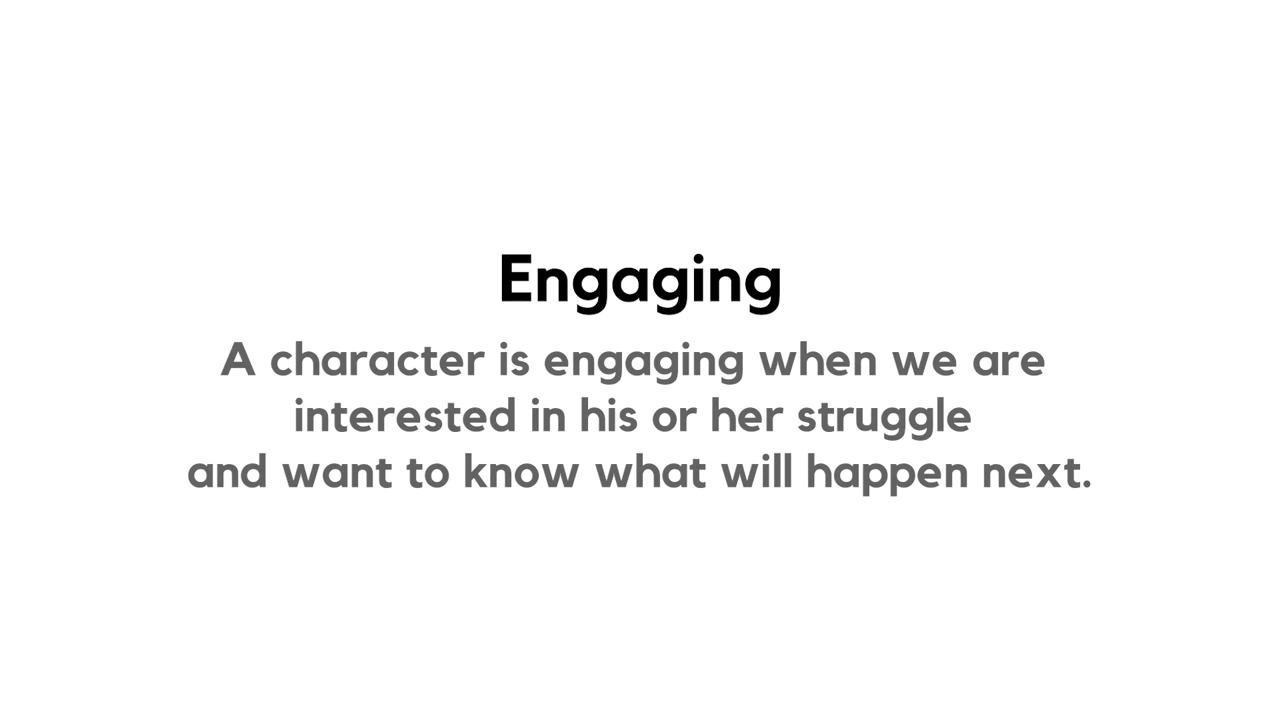 Engaging
A character is engaging when we are
interested in his or her struggle
and want to know what will happen next.